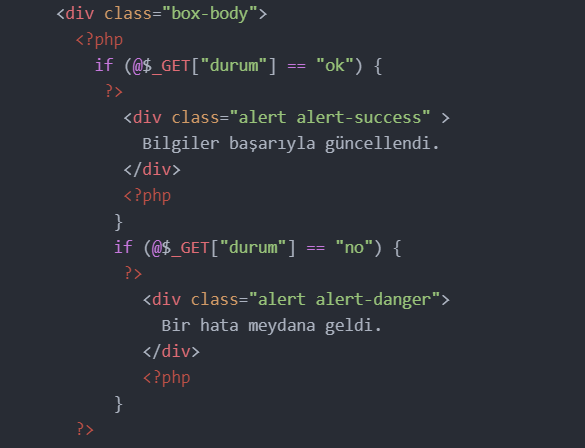 <div class="box-body">
<?php
if (@$_GET["durum"] == "ok") {
?>
<div class="alert alert-success" >
Bilgiler başarıyla güncellendi.
</div>
<?php
}
if (@$_GET["durum"] == "no") {
?>
<div class="alert alert-danger">
Bir hata meydana geldi.
</div>
<?php
}
?>